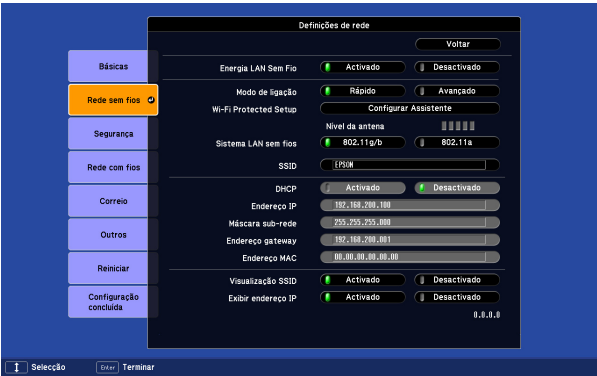 Definições de rede
Voltar
Básicas
Energia LAN Sem Fio Activado Desactivado
Rede sem fios
Modo de ligação Rápido Avançado
Wi-Fi Protected Setup Configurar Assistente
Segurança
Nível da antena
Sistema LAN sem fios 802.11g/b 802.11a
Rede com fios
SSID EPSON
DHCP Activado Desactivado
Correio
Endereço IP 192.168.200.100
Máscara sub-rede 255.255.255.000
Outros
Endereço gateway 192.168.200.001
Endereço MAC 00.00.00.00.00.00
Reiniciar
Visualização SSID Activado Desactivado
Configuração
concluída
Exibir endereço IP Activado Desactivado
0.0.0.0
Selecção Enter Terminar